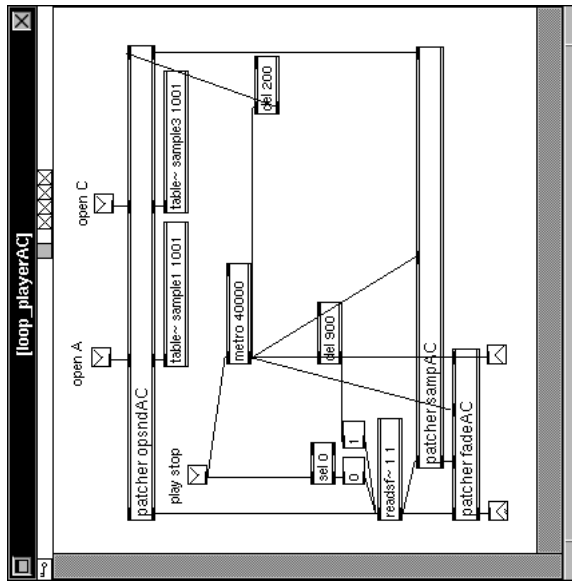 [loop_playerAC]
open A
open C
patcher opsndAC
table~ sample1 1001
table~ sample3 1001
play stop
metro 40000
del 200
sel 0
del 900
0
1
readsf~ 1 1
patcher sampAC
patcher fadeAC